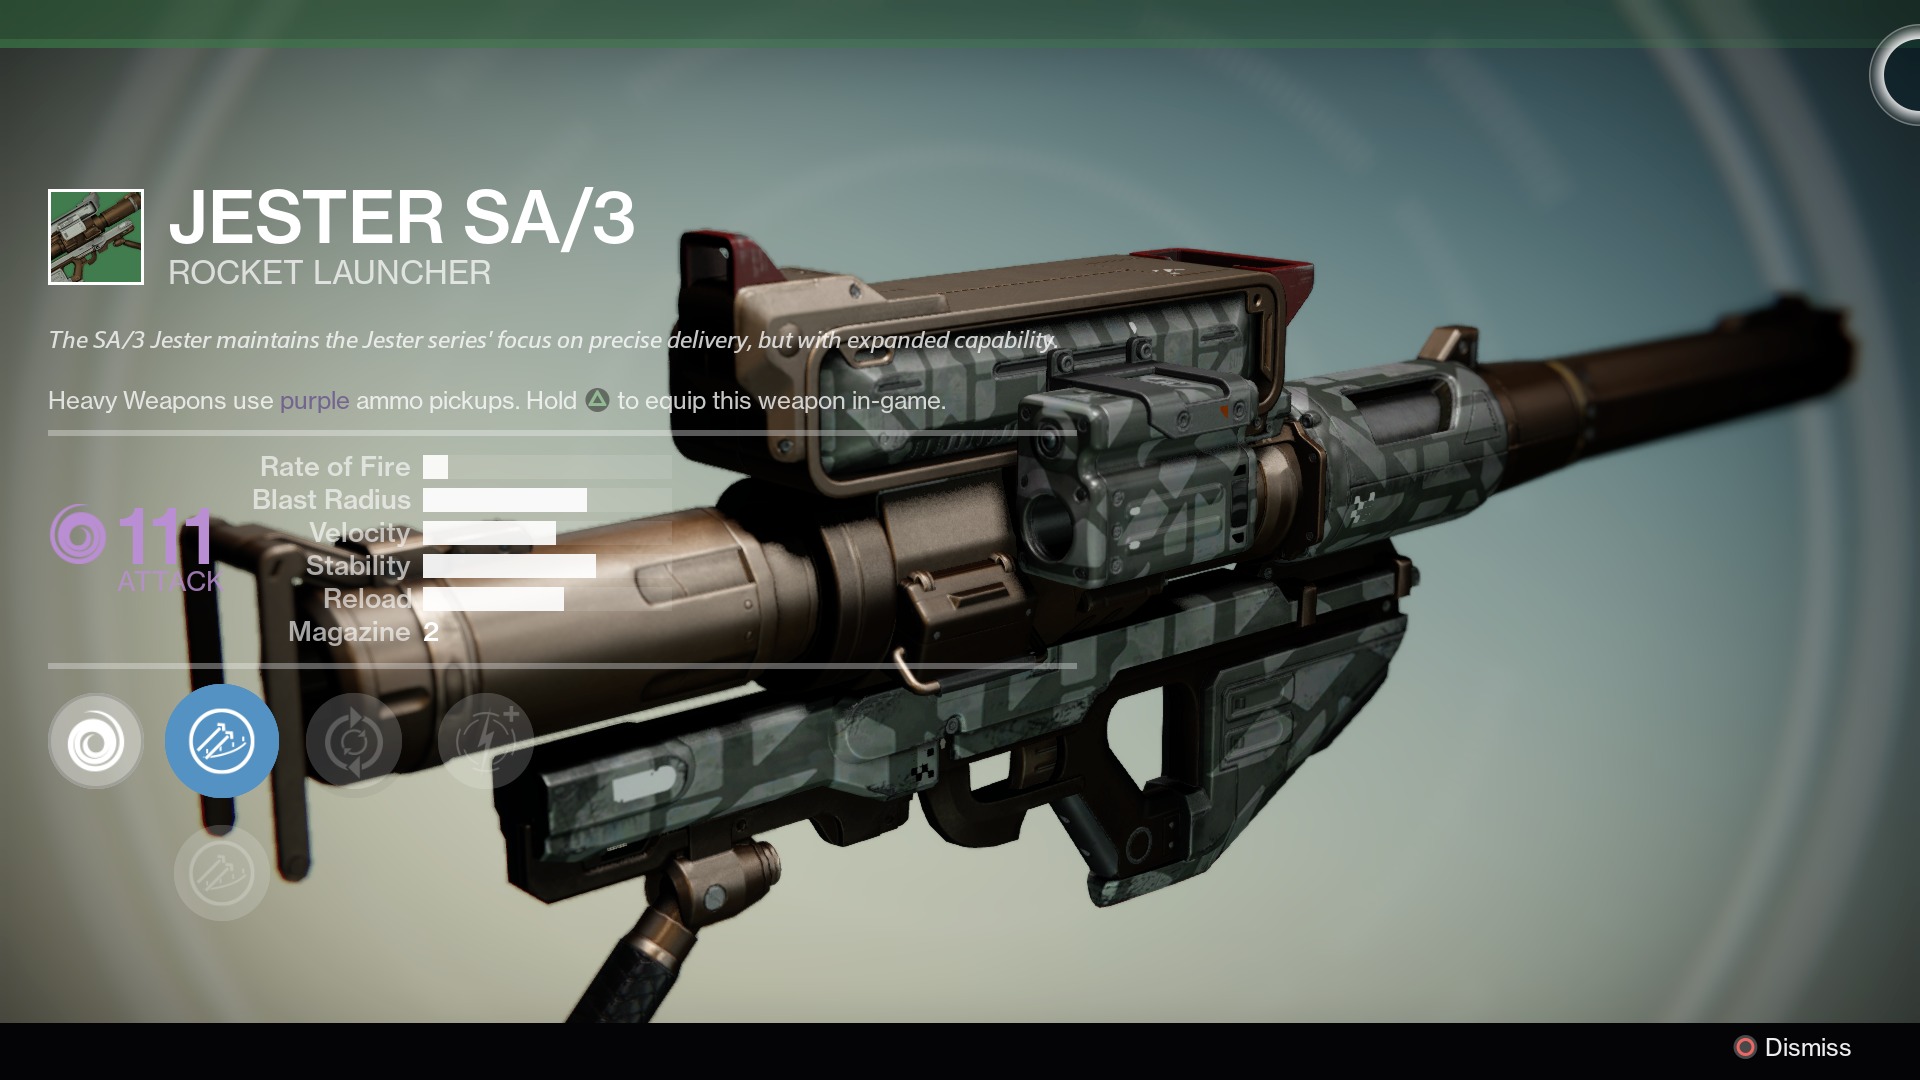 JESTER SA/3
ROCKET LAUNCHER
The SA/3 Jester maintains the Jester series' focus on precise delivery, but with expanded capability.
Heavy Weapons use purple ammo pickups. Hold to equip this weapon in-game.
111
ATTACK
Rate of Fire
Blast Radius
Velocity
Stability
Reload
Magazine 2
Dismiss